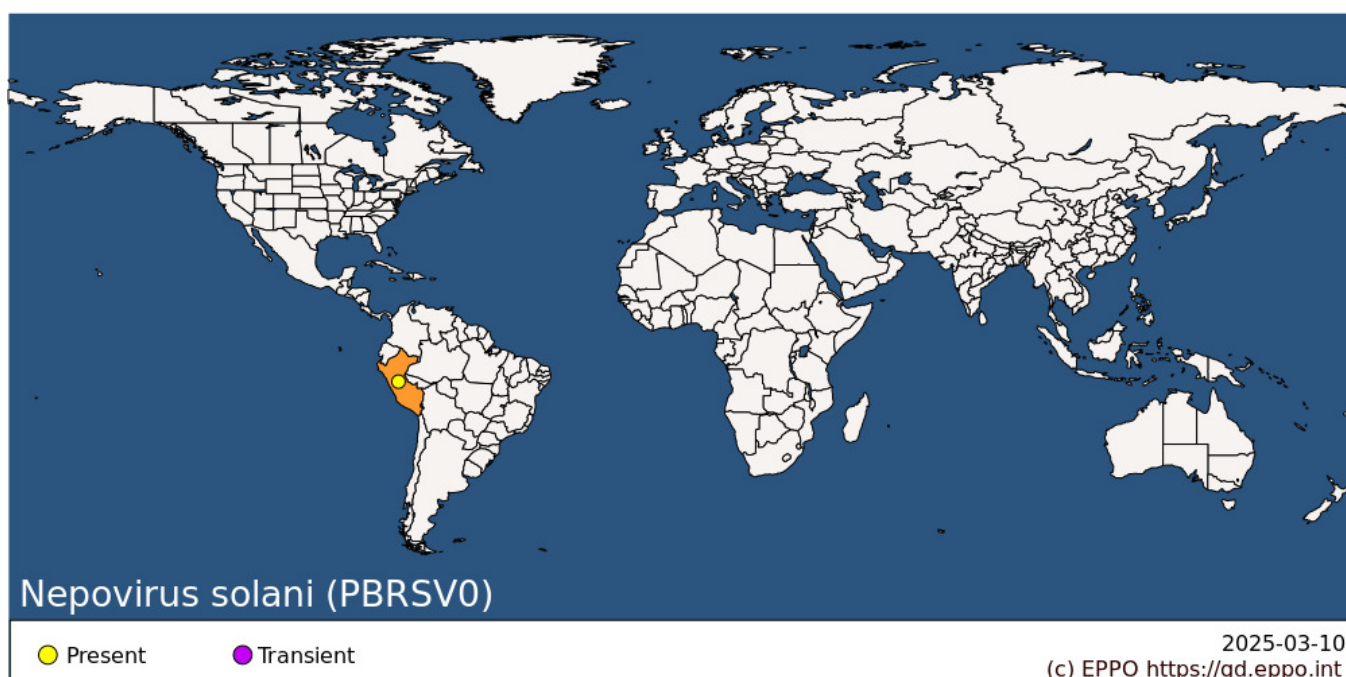 Nepovirus solani (PBRSV0)
Present
Transient
2025-03-10
(c) EPPO https://gd.eppo.int